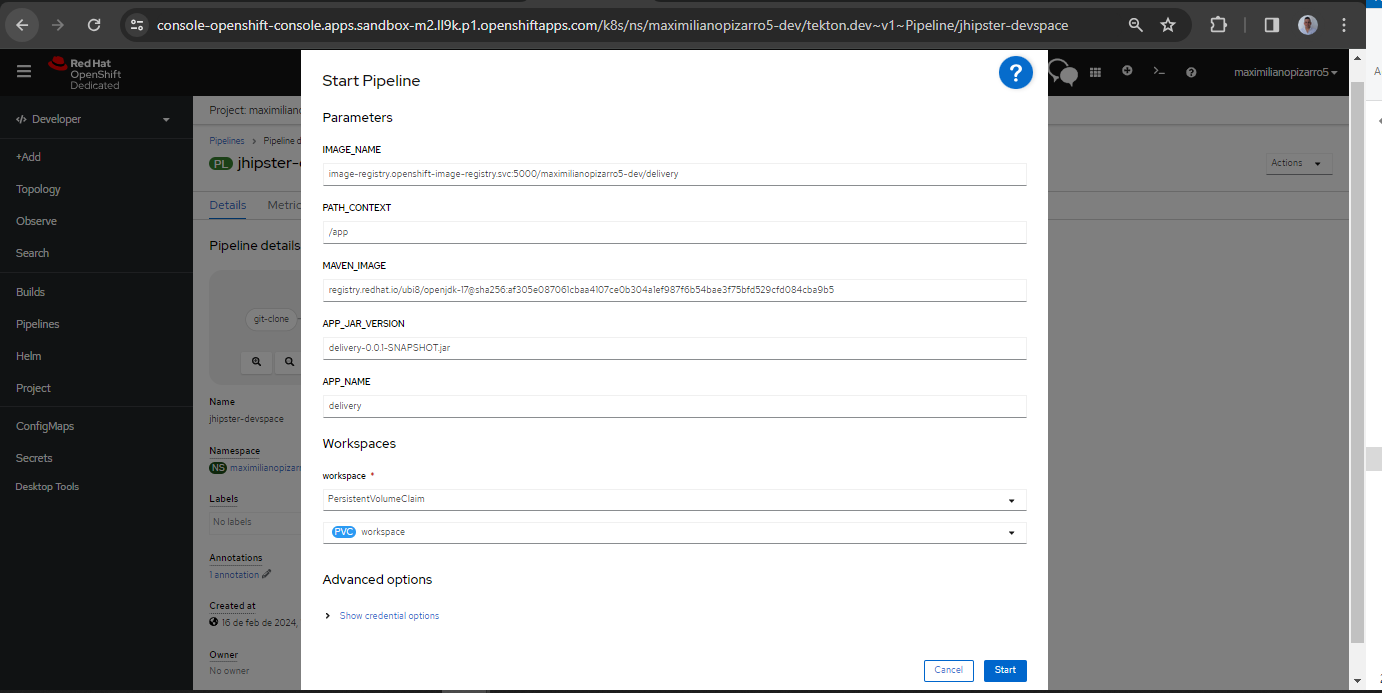 console-openshift-console.apps.sandbox-m2.ll9k.p1.openshiftapps.com/k8s/ns/maximilianopizarro5-dev/tekton.dev~v1~Pipeline/jhipster-devspace
Red Hat
OpenShift
Dedicated
maximilianopizarro5
Developer
+Add
Topology
Observe
Search
Builds
Pipelines
Helm
Project
ConfigMaps
Secrets
Desktop Tools
Project: maximilian
Pipelines > Pipeline d
PL jhipster-
Actions
Details Metric
Pipeline details
git-clone
Name
jhipster-devspace
Namespace
NS maximilianopizarr
Labels
No labels
Annotations
1 annotation
Created at
16 de feb de 2024,
Owner
No owner
Start Pipeline
?
Parameters
IMAGE_NAME
image-registry.openshift-image-registry.svc:5000/maximilianopizarro5-dev/delivery
PATH_CONTEXT
/app
MAVEN_IMAGE
registry.redhat.io/ubi8/openjdk-17@sha256:af305e087061cbaa4107ce0b304a1ef987f6b54bae3f75bfd529cfd084cba9b5
APP_JAR_VERSION
delivery-0.0.1-SNAPSHOT.jar
APP_NAME
delivery
Workspaces
workspace *
PersistentVolumeClaim
PVC workspace
Advanced options
Show credential options
Cancel
Start